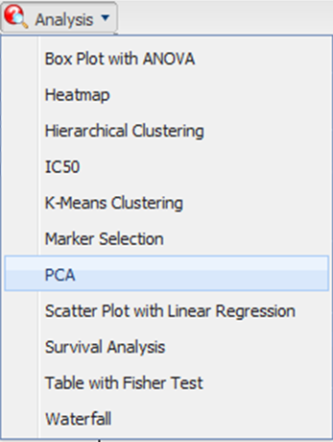 Analysis
Box Plot with ANOVA
Heatmap
Hierarchical Clustering
IC50
K-Means Clustering
Marker Selection
PCA
Scatter Plot with Linear Regression
Survival Analysis
Table with Fisher Test
Waterfall